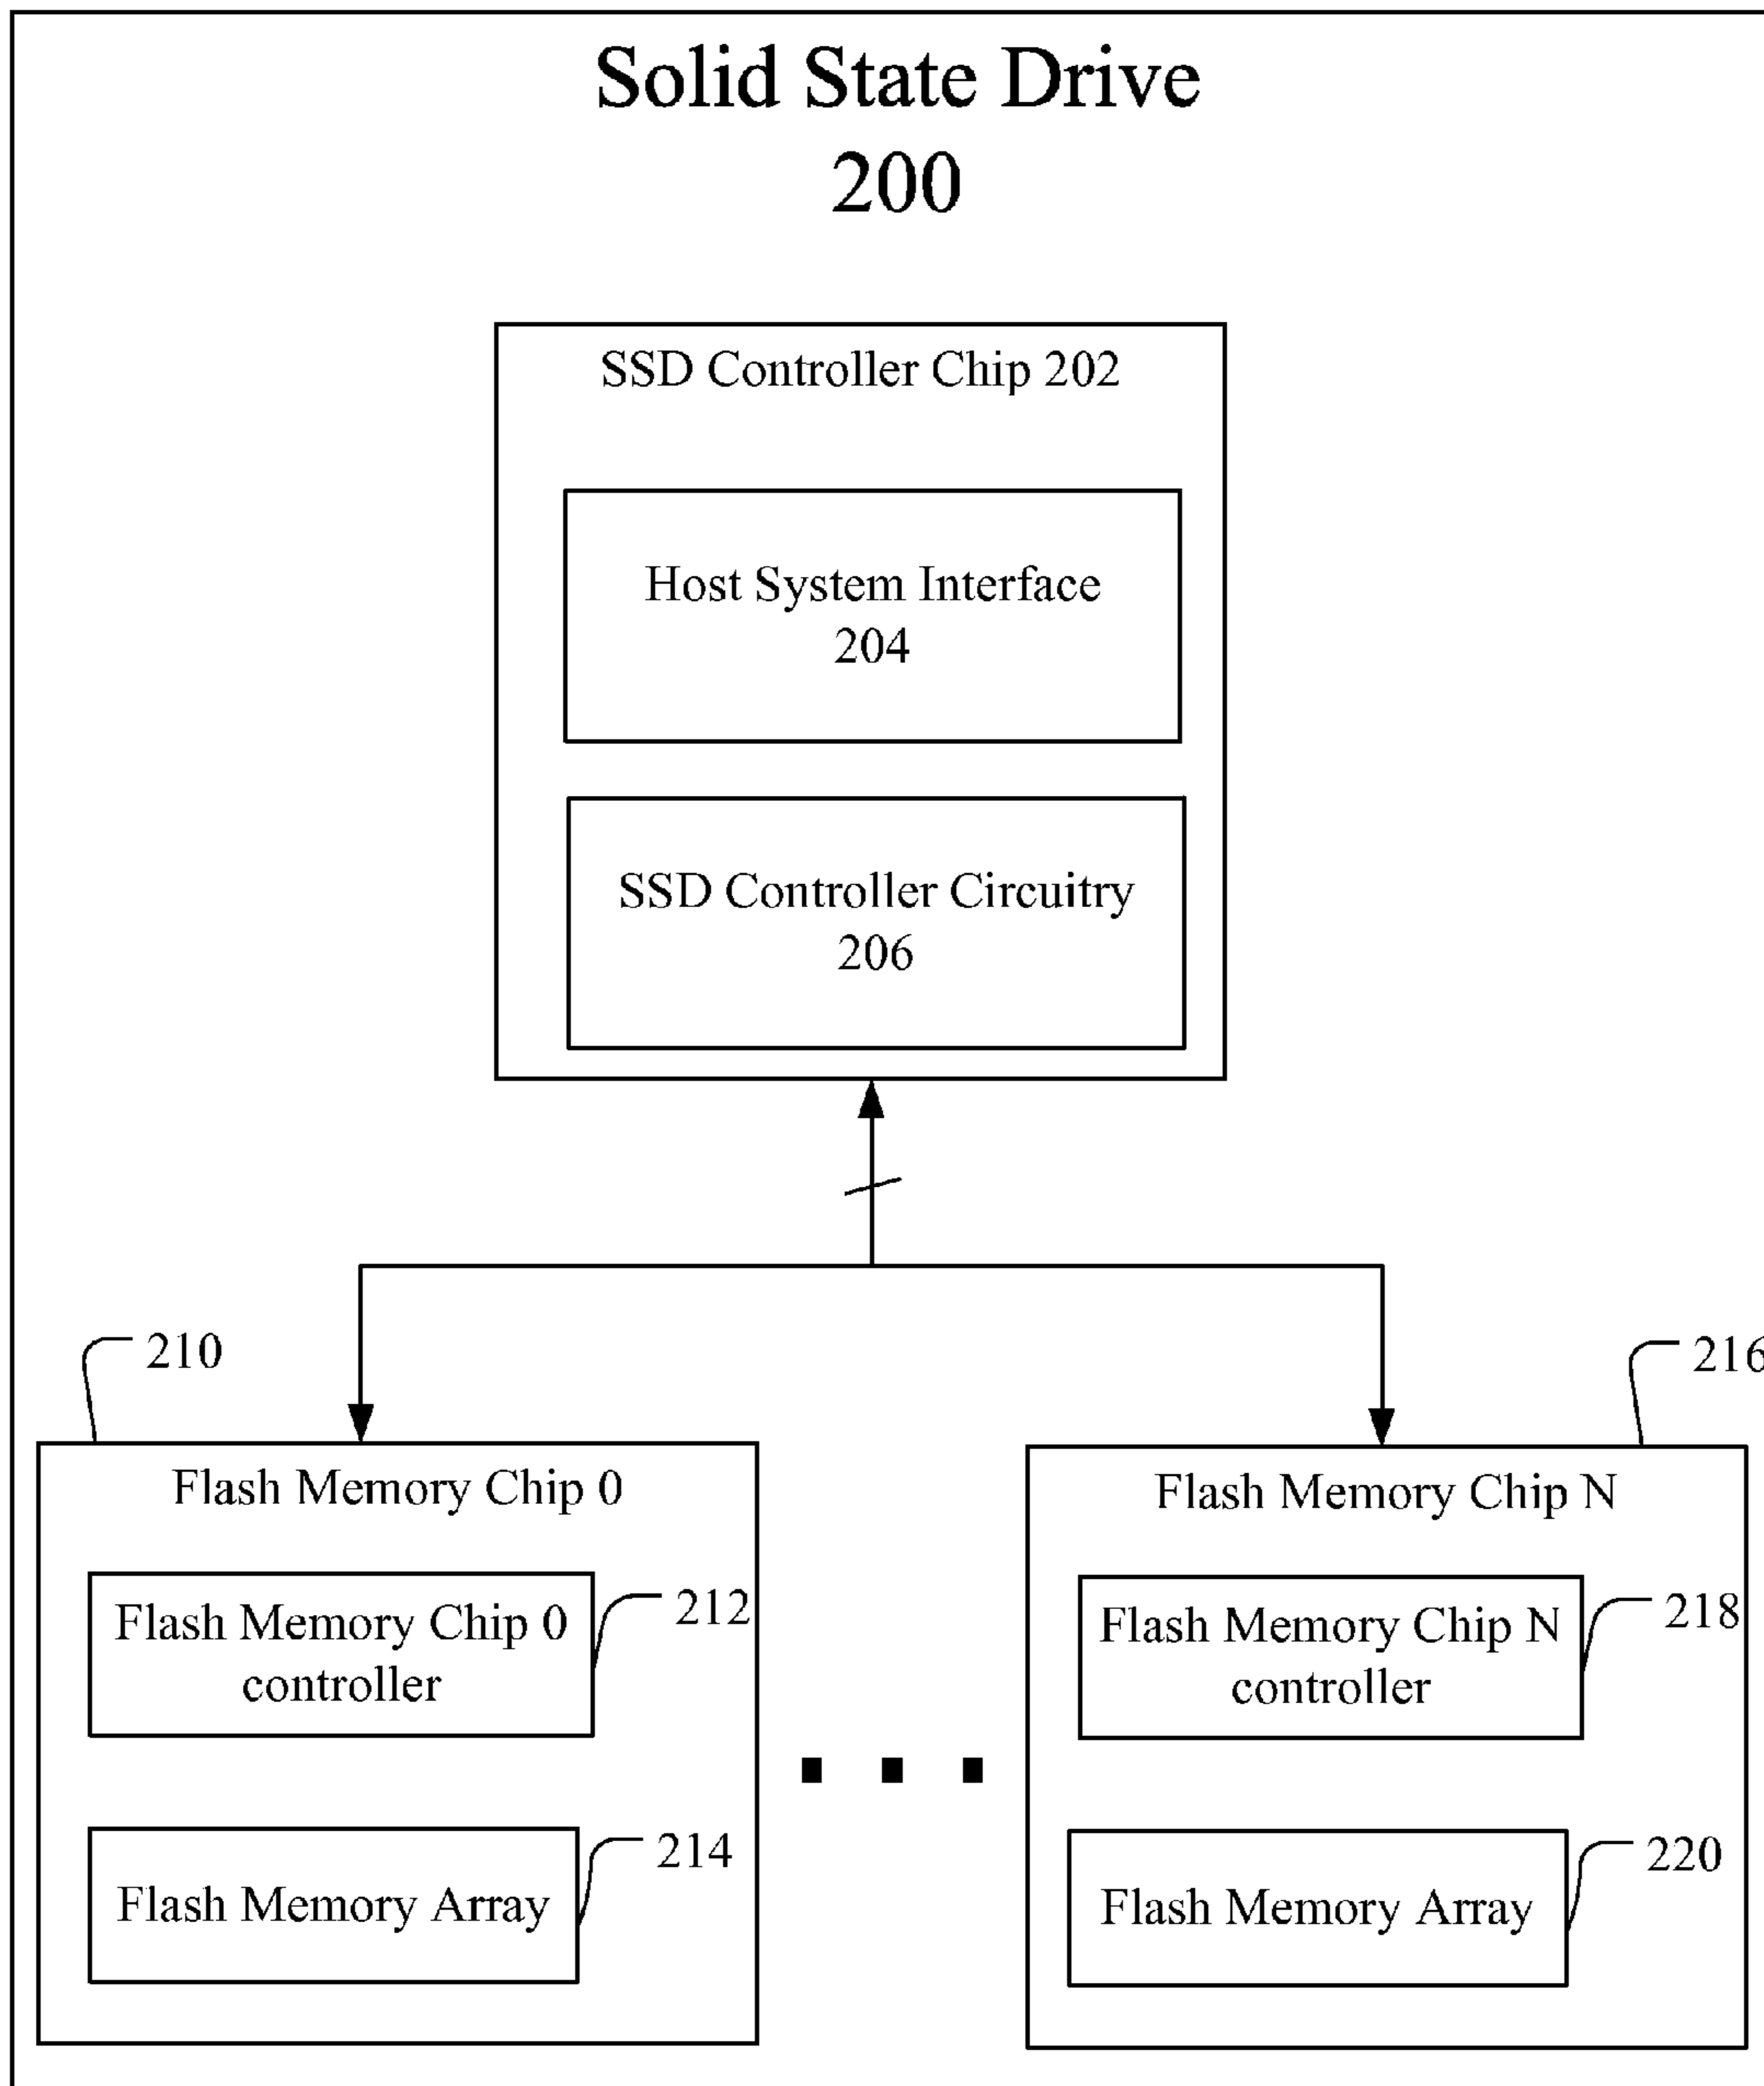 Solid State Drive
200
SSD Controller Chip 202
Host System Interface
204
SSD Controller Circuitry
206
210
216
Flash Memory Chip 0
Flash Memory Chip 0
controller
212
Flash Memory Array
214
Flash Memory Chip N
Flash Memory Chip N
controller
218
Flash Memory Array
220